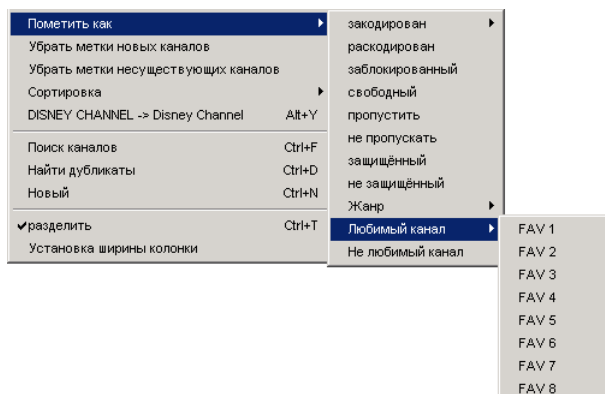 Пометить как
Убрать метки новых каналов
Убрать метки несуществующих каналов
Сортировка
DISNEY CHANNEL -> Disney Channel Alt+Y
Поиск каналов Ctrl+F
Найти дубликаты Ctrl+D
Новый Ctrl+N
✔разделить Ctrl+T
Установка ширины колонки
закодирован
раскодирован
заблокированный
свободный
пропустить
не пропускать
защищённый
не защищённый
Жанр
Любимый канал
Не любимый канал
FAV 1
FAV 2
FAV 3
FAV 4
FAV 5
FAV 6
FAV 7
FAV 8